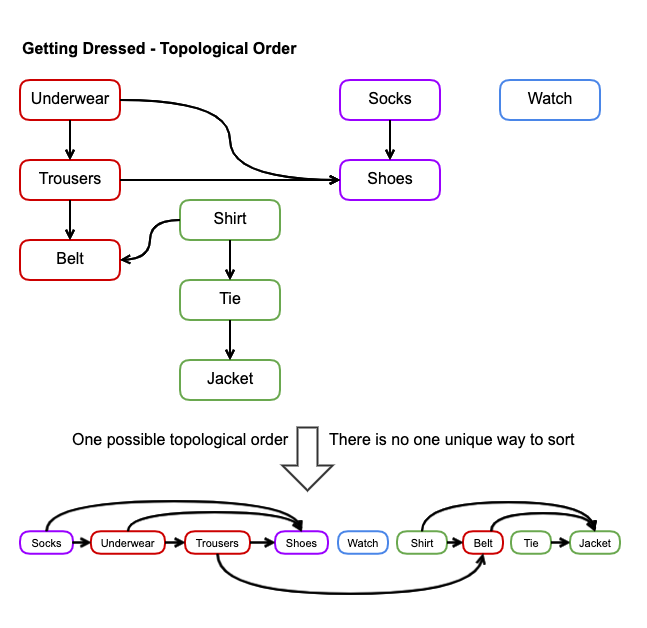 Getting Dressed - Topological Order
Underwear
Socks
Watch
Trousers
Shoes
Shirt
Belt
Tie
Jacket
One possible topological order
There is no one unique way to sort
Socks
Underwear
Trousers
Shoes
Watch
Shirt
Belt
Tie
Jacket